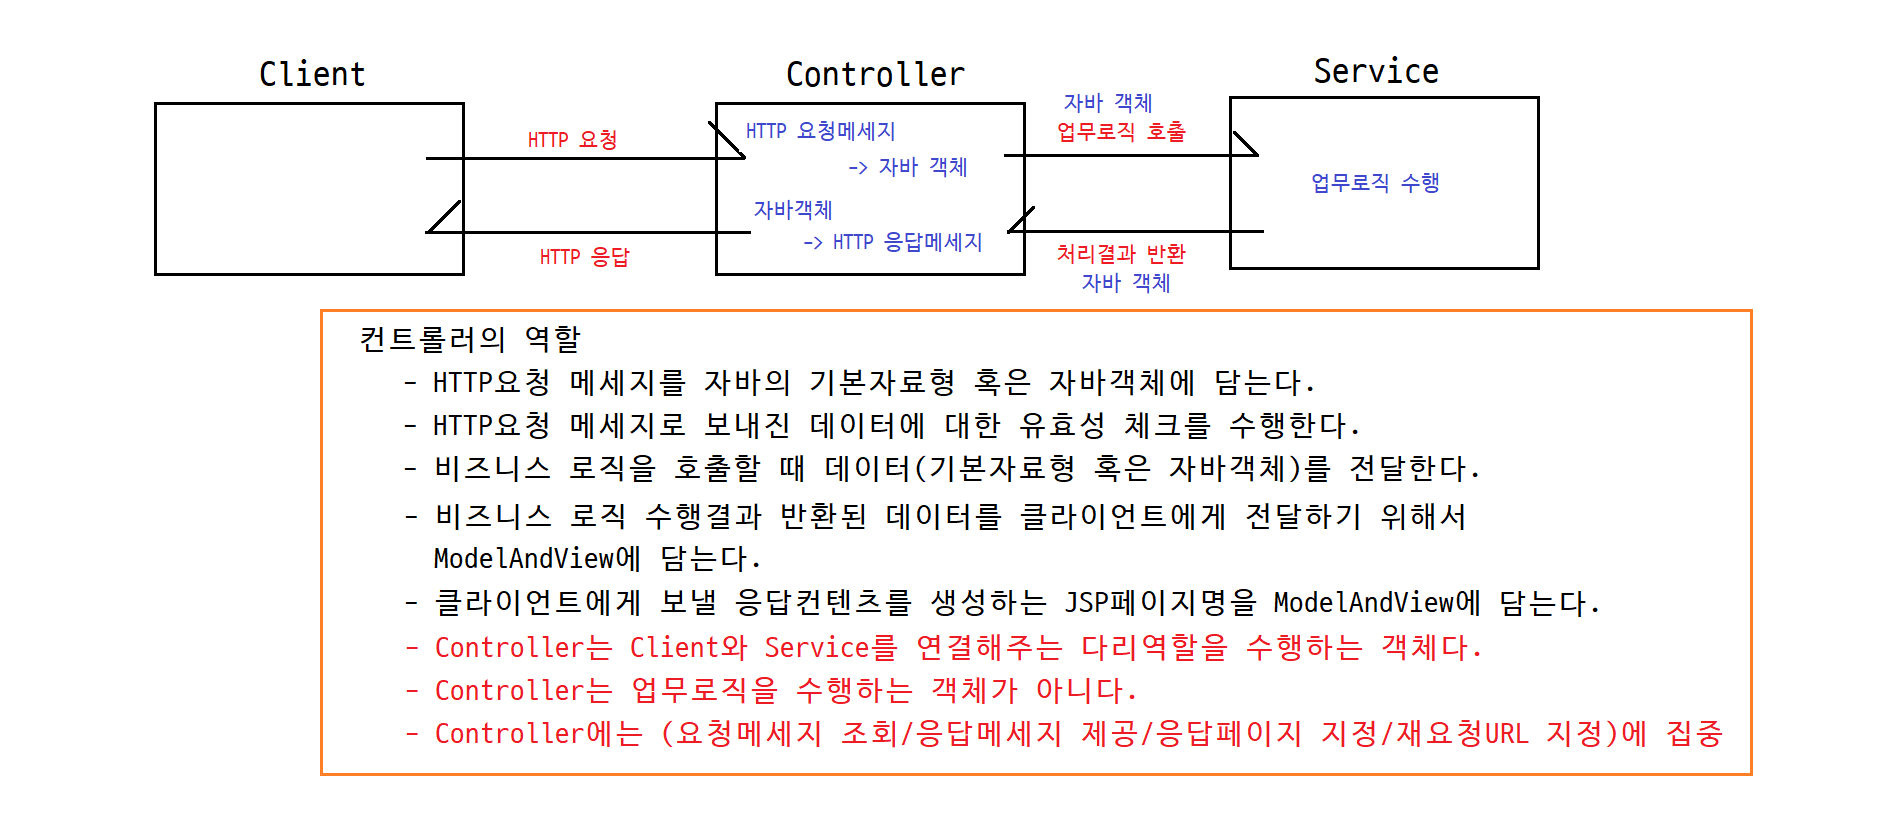 Client
Controller
Service
HTTP 요청
HTTP 응답
HTTP 요청메세지
-> 자바 객체
자바객체
-> HTTP 응답메세지
자바 객체
업무로직 호출
처리결과 반환
자바 객체
업무로직 수행
컨트롤러의 역할
- HTTP요청 메세지를 자바의 기본자료형 혹은 자바객체에 담는다.
- HTTP요청 메세지로 보내진 데이터에 대한 유효성 체크를 수행한다.
- 비즈니스 로직을 호출할 때 데이터(기본자료형 혹은 자바객체)를 전달한다.
- 비즈니스 로직 수행결과 반환된 데이터를 클라이언트에게 전달하기 위해서
ModelAndView에 담는다.
- 클라이언트에게 보낼 응답컨텐츠를 생성하는 JSP페이지명을 ModelAndView에 담는다.
- Controller는 Client와 Service를 연결해주는 다리역할을 수행하는 객체다.
- Controller는 업무로직을 수행하는 객체가 아니다.
- Controller에는 (요청메세지 조회/응답메세지 제공/응답페이지 지정/재요청URL 지정)에 집중